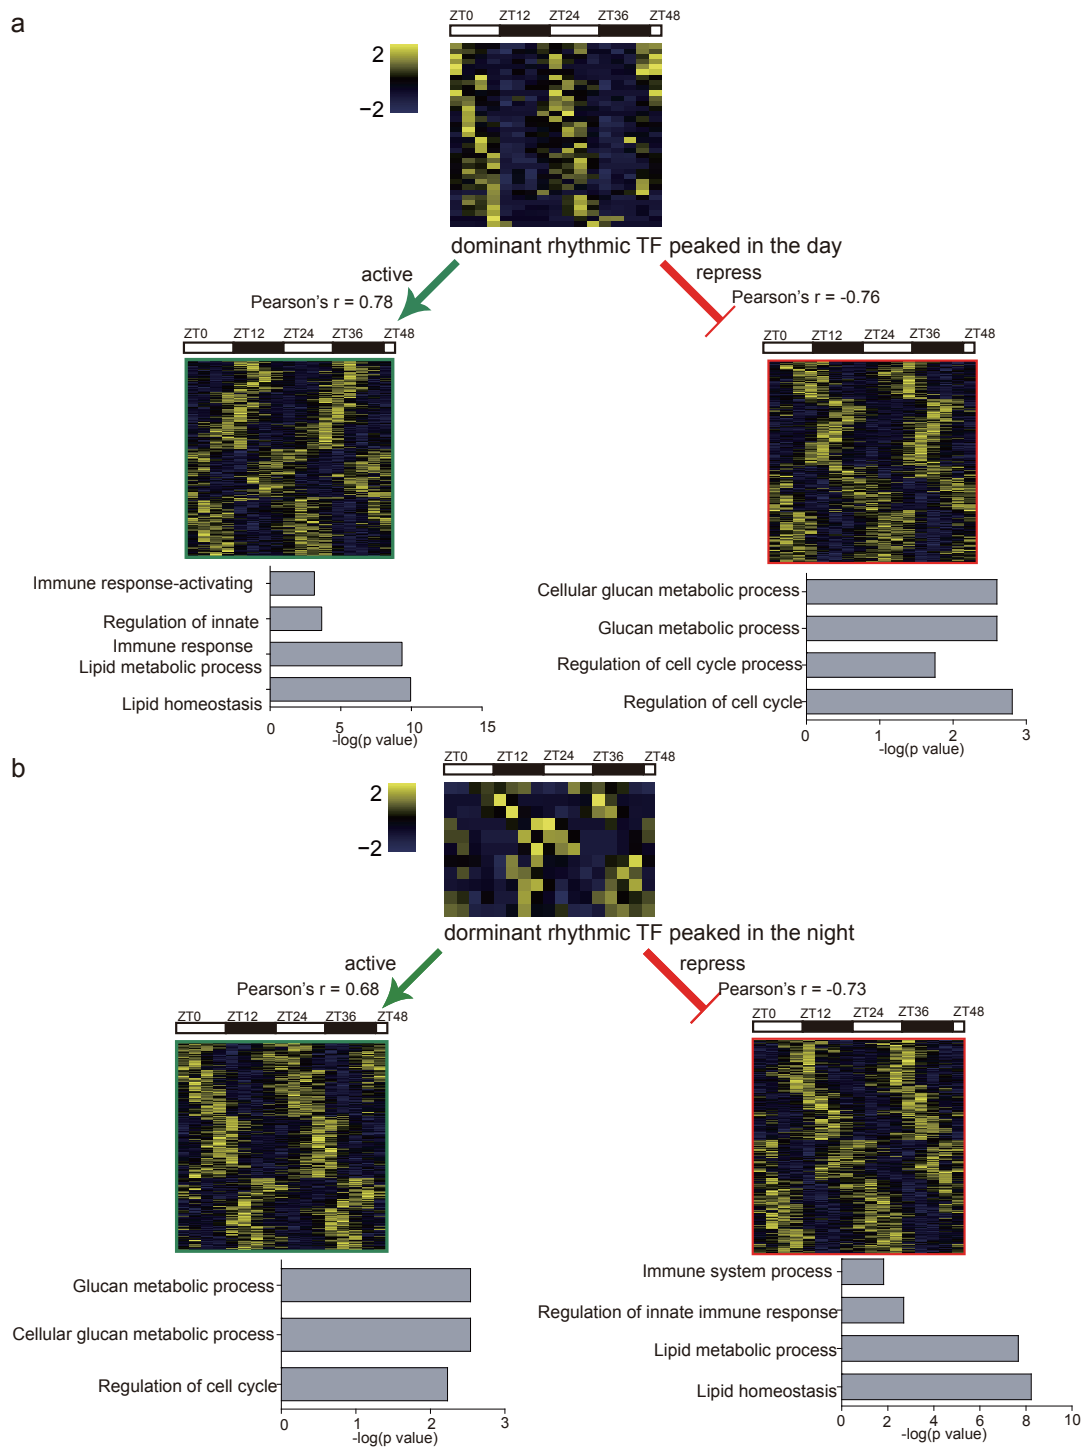 a
ZT0 ZT12 ZT24 ZT36 ZT48
2
−2
dominant rhythmic TF peaked in the day
active
repress
Pearson's r = 0.78
Pearson's r = -0.76
ZT0 ZT12 ZT24 ZT36 ZT48
ZT0 ZT12 ZT24 ZT36 ZT48
Immune response-activating
Regulation of innate
Immune response
Lipid metabolic process
Lipid homeostasis
0 5 10 15
-log(p value)
Cellular glucan metabolic process
Glucan metabolic process
Regulation of cell cycle process
Regulation of cell cycle
0 1 2 3
-log(p value)
b
ZT0 ZT12 ZT24 ZT36 ZT48
2
−2
dorminant rhythmic TF peaked in the night
active
repress
Pearson's r = 0.68
Pearson's r = -0.73
ZT0 ZT12 ZT24 ZT36 ZT48
ZT0 ZT12 ZT24 ZT36 ZT48
Glucan metabolic process
Cellular glucan metabolic process
Regulation of cell cycle
0 1 2 3
-log(p value)
Immune system process
Regulation of innate immune response
Lipid metabolic process
Lipid homeostasis
0 2 4 6 8 10
-log(p value)